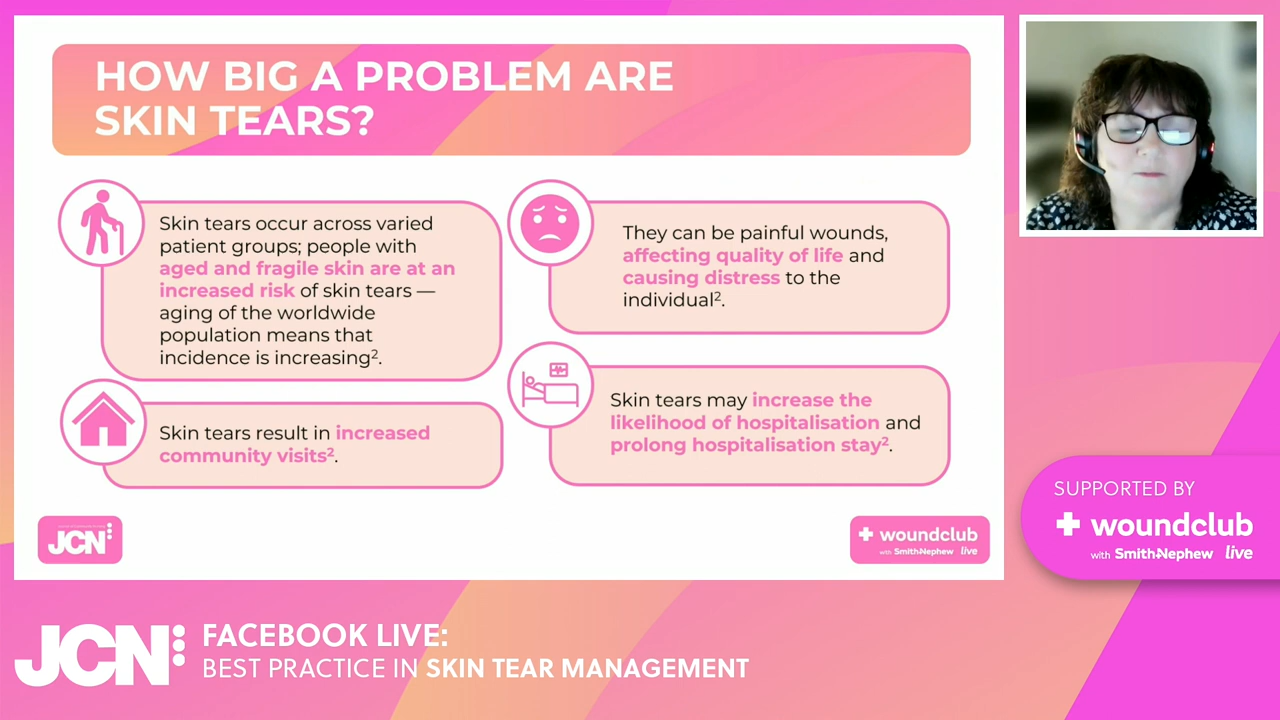 HOW BIG A PROBLEM ARE
SKIN TEARS?
Skin tears occur across varied
patient groups; people with
aged and fragile skin are at an
increased risk of skin tears —
aging of the worldwide
population means that
incidence is increasing².
They can be painful wounds,
affecting quality of life and
causing distress to the
individual².
Skin tears result in increased
community visits².
Skin tears may increase the
likelihood of hospitalisation and
prolong hospitalisation stay².
JCN
woundclub
with Smith+Nephew live
SUPPORTED BY
woundclub
with Smith+Nephew live
JCN
FACEBOOK LIVE:
BEST PRACTICE IN SKIN TEAR MANAGEMENT